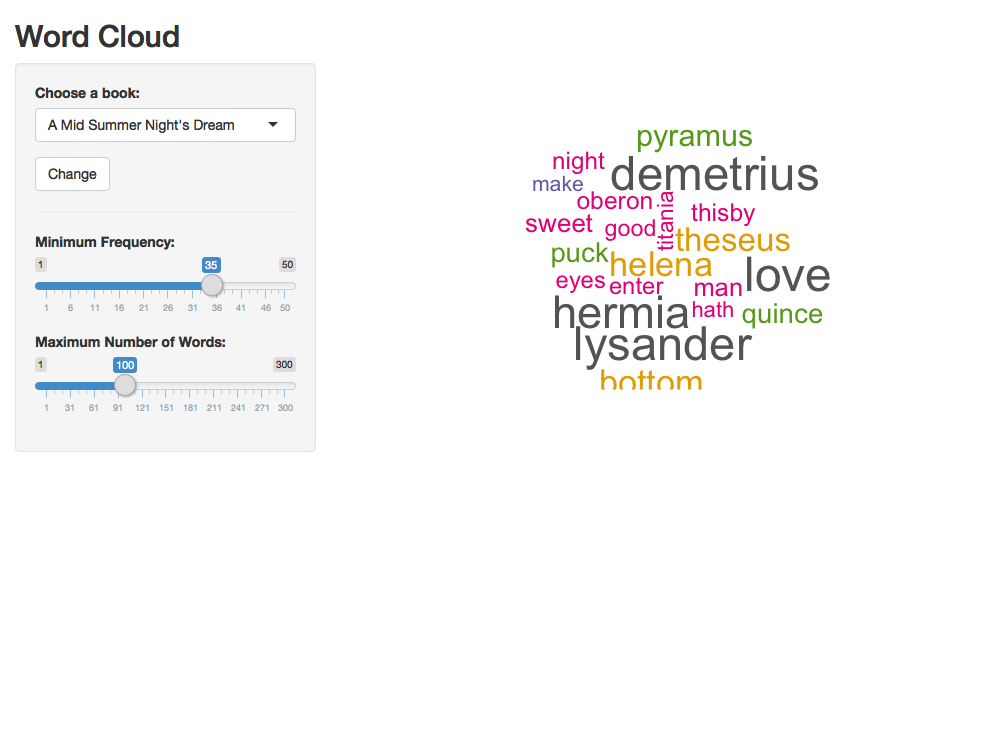 Word Cloud
Choose a book:
A Mid Summer Night's Dream
Change
Minimum Frequency:
1 35 50
1 6 11 16 21 26 31 36 41 46 50
Maximum Number of Words:
1 100 300
1 31 61 91 121 151 181 211 241 271 300
pyramus
night demetrius
make
oberon titania thisby
sweet good
theseus
puck helena
love
eyes enter man
hermia hath quince
lysander
bottom